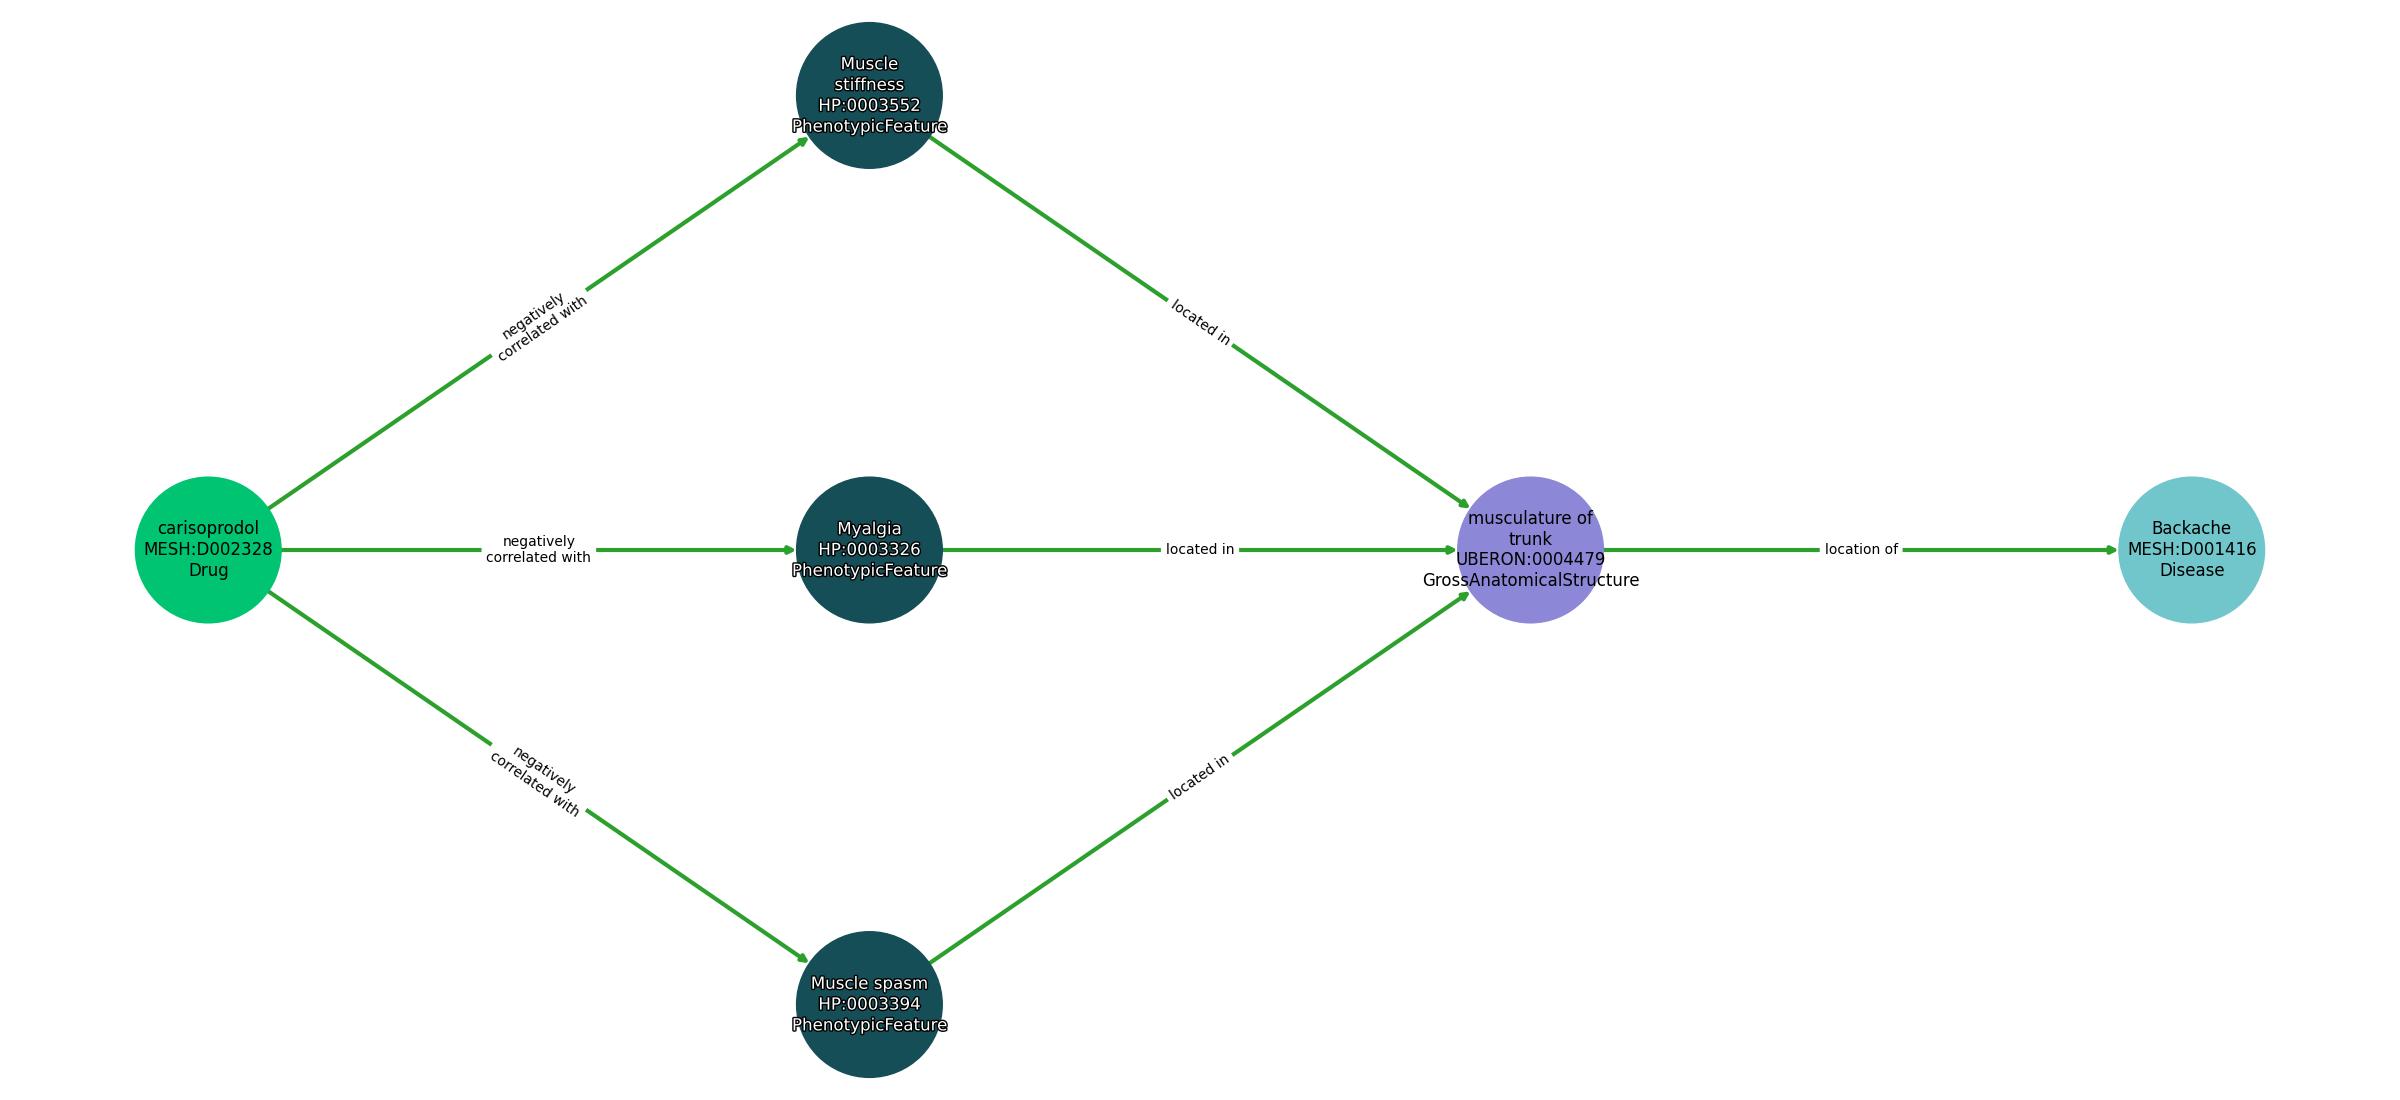 Muscle
stiffness
HP:0003552
PhenotypicFeature
negatively
correlated with
located in
carisoprodol
MESH:D002328
Drug
negatively
correlated with
Myalgia
HP:0003326
PhenotypicFeature
located in
musculature of
trunk
UBERON:0004479
GrossAnatomicalStructure
location of
Backache
MESH:D001416
Disease
negatively
correlated with
located in
Muscle spasm
HP:0003394
PhenotypicFeature